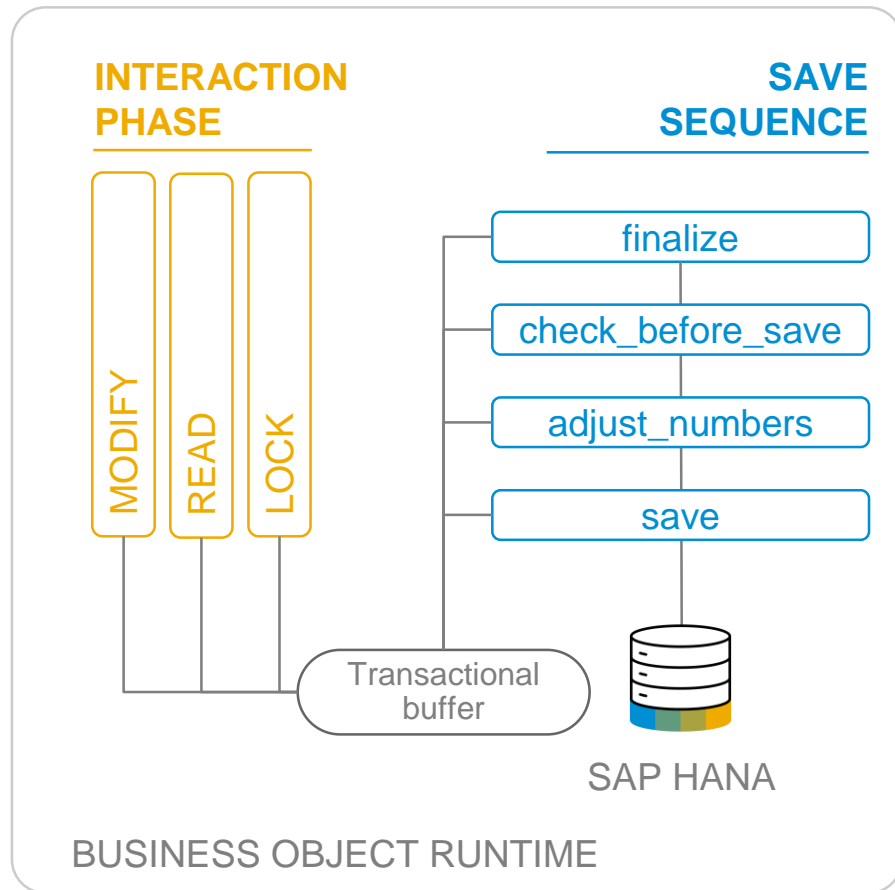 INTERACTION
PHASE
SAVE
SEQUENCE
MODIFY
READ
LOCK
finalize
check_before_save
adjust_numbers
save
Transactional
buffer
SAP HANA
BUSINESS OBJECT RUNTIME